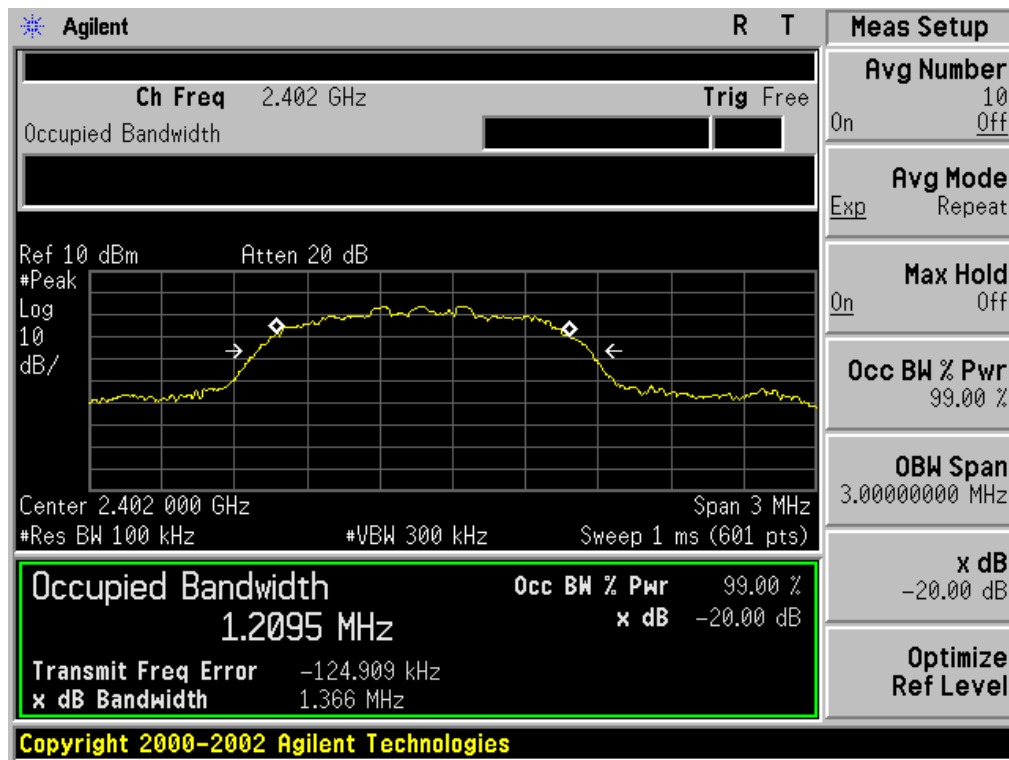 Agilent
R T
Ch Freq 2.402 GHz
Trig Free
Occupied Bandwidth
Ref 10 dBm
Atten 20 dB
#Peak
Log
10
dB/
Center 2.402 000 GHz
Span 3 MHz
#Res BW 100 kHz
#VBW 300 kHz
Sweep 1 ms (601 pts)
Occupied Bandwidth
1.2095 MHz
Occ BW % Pwr 99.00 %
x dB -20.00 dB
Transmit Freq Error -124.909 kHz
x dB Bandwidth 1.366 MHz
Copyright 2000-2002 Agilent Technologies
Meas Setup
Avg Number
10
On Off
Avg Mode
Exp Repeat
Max Hold
On Off
Occ BW % Pwr
99.00 %
OBW Span
3.00000000 MHz
x dB
-20.00 dB
Optimize
Ref Level